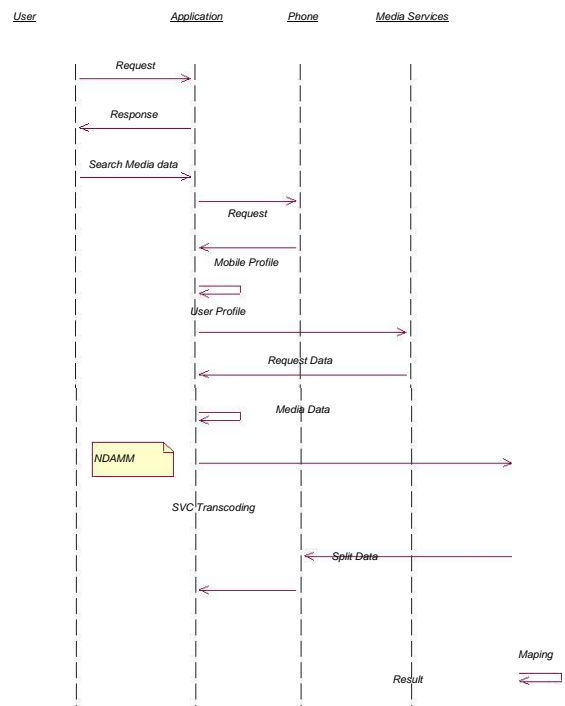 User Application Phone Media Services
Request
Response
Search Media data
Request
Mobile Profile
User Profile
Request Data
Media Data
NDAMM
SVC Transcoding
Split Data
Maping
Result